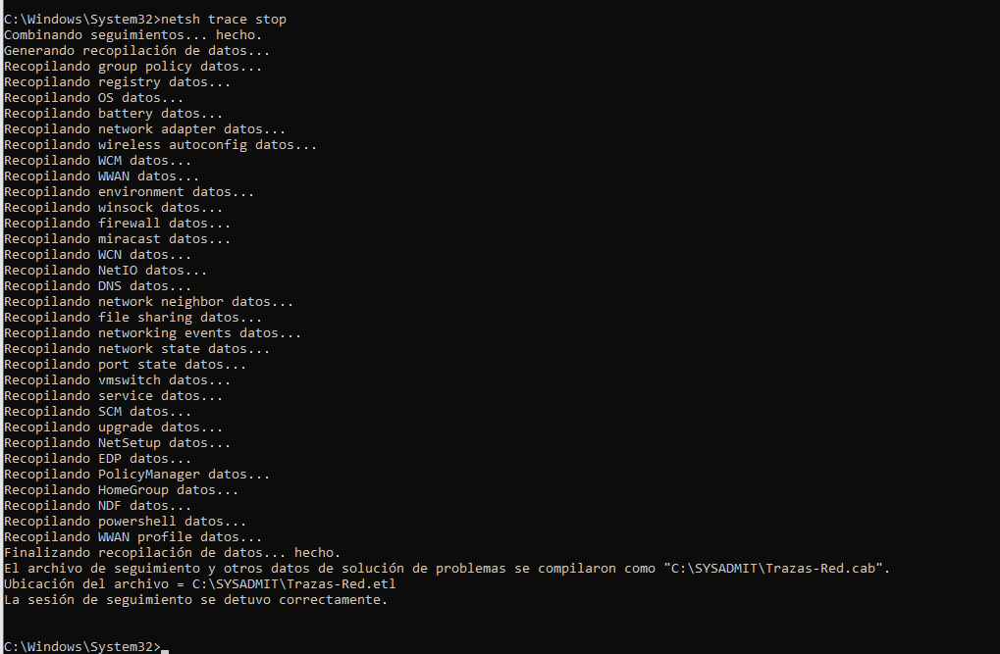 C:\Windows\System32>netsh trace stop
Combinando seguimientos... hecho.
Generando recopilación de datos...
Recopilando group policy datos...
Recopilando registry datos...
Recopilando OS datos...
Recopilando battery datos...
Recopilando network adapter datos...
Recopilando wireless autoconfig datos...
Recopilando WCM datos...
Recopilando WWAN datos...
Recopilando environment datos...
Recopilando winsock datos...
Recopilando firewall datos...
Recopilando miracast datos...
Recopilando WCN datos...
Recopilando NetIO datos...
Recopilando DNS datos...
Recopilando network neighbor datos...
Recopilando file sharing datos...
Recopilando networking events datos...
Recopilando network state datos...
Recopilando port state datos...
Recopilando vmswitch datos...
Recopilando service datos...
Recopilando SCM datos...
Recopilando upgrade datos...
Recopilando NetSetup datos...
Recopilando EDP datos...
Recopilando PolicyManager datos...
Recopilando HomeGroup datos...
Recopilando NDF datos...
Recopilando powershell datos...
Recopilando WWAN profile datos...
Finalizando recopilación de datos... hecho.
El archivo de seguimiento y otros datos de solución de problemas se compilaron como "C:\SYSADMIT\Trazas-Red.cab".
Ubicación del archivo = C:\SYSADMIT\Trazas-Red.etl
La sesión de seguimiento se detuvo correctamente.
C:\Windows\System32>